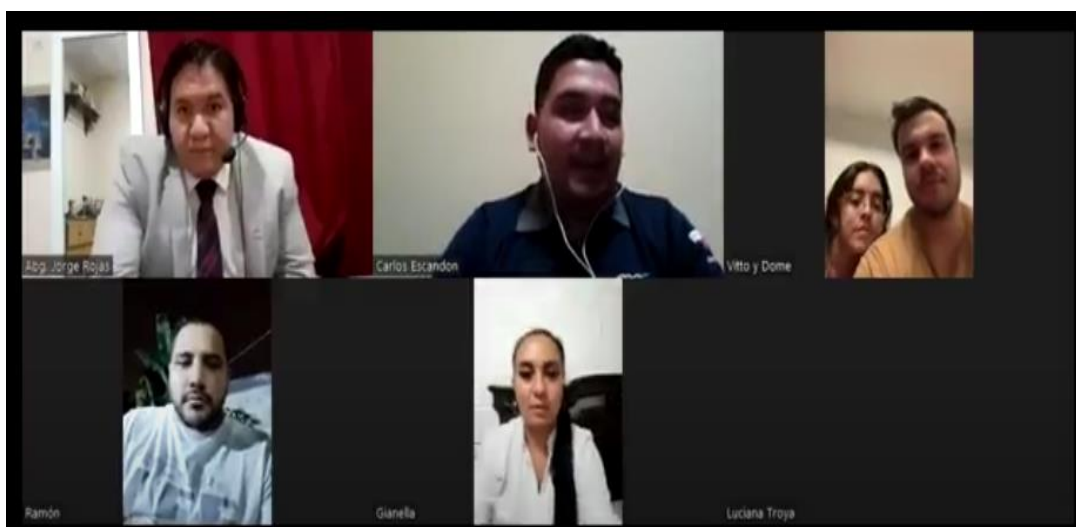 Abg. Jorge Rojas
Carlos Escandon
Vitto y Dome
Ramón
Gianella
Luciana Troya